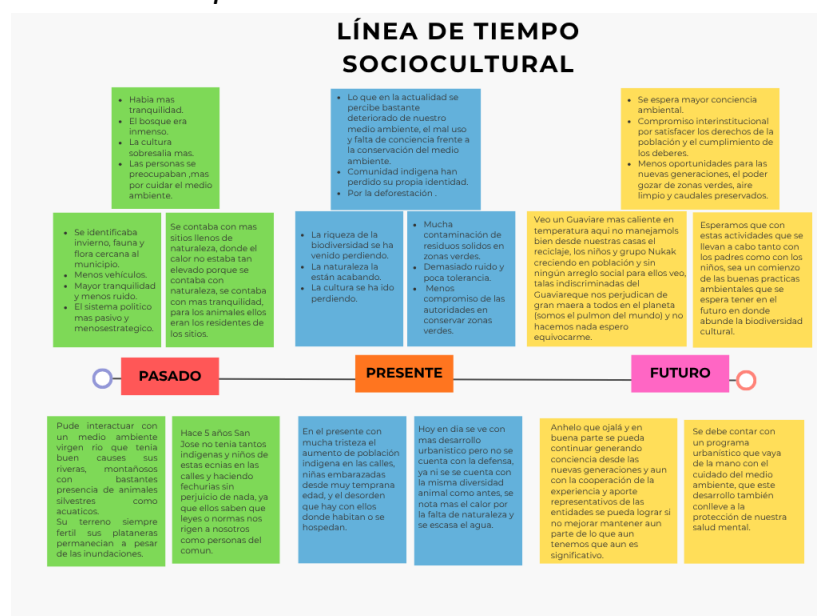 LÍNEA DE TIEMPO
SOCIOCULTURAL
• Habia mas
tranquilidad.
• El bosque era
inmenso.
• La cultura
sobresalia mas.
• Las personas se
preocupaban ,mas
por cuidar el medio
ambiente.
• Lo que en la actualidad se
percibe bastante
deteriorado de nuestro
medio ambiente, el mal uso
y falta de conciencia frente a
la conservación del medio
ambiente.
• Comunidad indigena han
perdido su propia identidad.
• Por la deforestación .
• Se espera mayor conciencia
ambiental.
• Compromiso interinstitucional
por satisfacer los derechos de la
población y el cumplimiento de
los deberes.
• Menos oportunidades para las
nuevas generaciones, el poder
gozar de zonas verdes, aire
limpio y caudales preservados.
• Se identificaba
invierno, fauna y
flora cercana al
municipio.
• Menos vehículos.
• Mayor tranquilidad
y menos ruido.
• El sistema político
mas pasivo y
menosestrategico.
Se contaba con mas
sitios llenos de
naturaleza, donde el
calor no estaba tan
elevado porque se
contaba con
naturaleza, se contaba
con mas tranquilidad,
para los animales ellos
eran los residentes de
los sitios.
• La riqueza de la
biodiversidad se ha
venido perdiendo.
• La naturaleza la
están acabando.
• La cultura se ha ido
perdiendo.
• Mucha
contaminación de
residuos solidos en
zonas verdes.
• Demasiado ruido y
poca tolerancia.
• Menos
compromiso de las
autoridades en
conservar zonas
verdes.
Veo un Guaviare mas caliente en
temperatura aqui no manejamols
bien desde nuestras casas el
reciclaje, los niños y grupo Nukak
creciendo en población y sin
ningún arreglo social para ellos veo,
talas indiscriminadas del
Guaviareque nos perjudican de
gran maera a todos en el planeta
(somos el pulmon del mundo) y no
hacemos nada espero
equivocarme.
Esperamos que con
estas actividades que se
llevan a cabo tanto con
los padres como con los
niños, sea un comienzo
de las buenas practicas
ambientales que se
espera tener en el
futuro en donde
abunde la biodiversidad
cultural.
PASADO
PRESENTE
FUTURO
Pude interactuar con
un medio ambiente
virgen rio que tenia
buen causes sus
riveras, montañosos
con bastantes
presencia de animales
silvestres como
acuaticos.
Su terreno siempre
fertil sus plataneras
permanecian a pesar
de las inundaciones.
Hace 5 años San
Jose no tenia tantos
indigenas y niños de
estas ecnias en las
calles y haciendo
fechurias sin
perjuicio de nada, ya
que ellos saben que
leyes o normas nos
rigen a nosotros
como personas del
comun.
En el presente con
mucha tristeza el
aumento de población
indigena en las calles,
niñas embarazadas
desde muy temprana
edad, y el desorden
que hay con ellos
donde habitan o se
hospedan.
Hoy en dia se ve con
mas desarrollo
urbanistico pero no se
cuenta con la defensa,
ya ni se se cuenta con
la misma diversidad
animal como antes, se
nota mas el calor por
la falta de naturaleza y
se escasa el agua.
Anhelo que ojalá y en
buena parte se pueda
continuar generando
conciencia desde las
nuevas generaciones y aun
con la cooperación de la
experiencia y aporte
representativos de las
entidades se pueda lograr si
no mejorar mantener aun
parte de lo que aun
tenemos que aun es
significativo.
Se debe contar con
un programa
urbanístico que vaya
de la mano con el
cuidado del medio
ambiente, que este
desarrollo también
conlleve a la
protección de nuestra
salud mental.